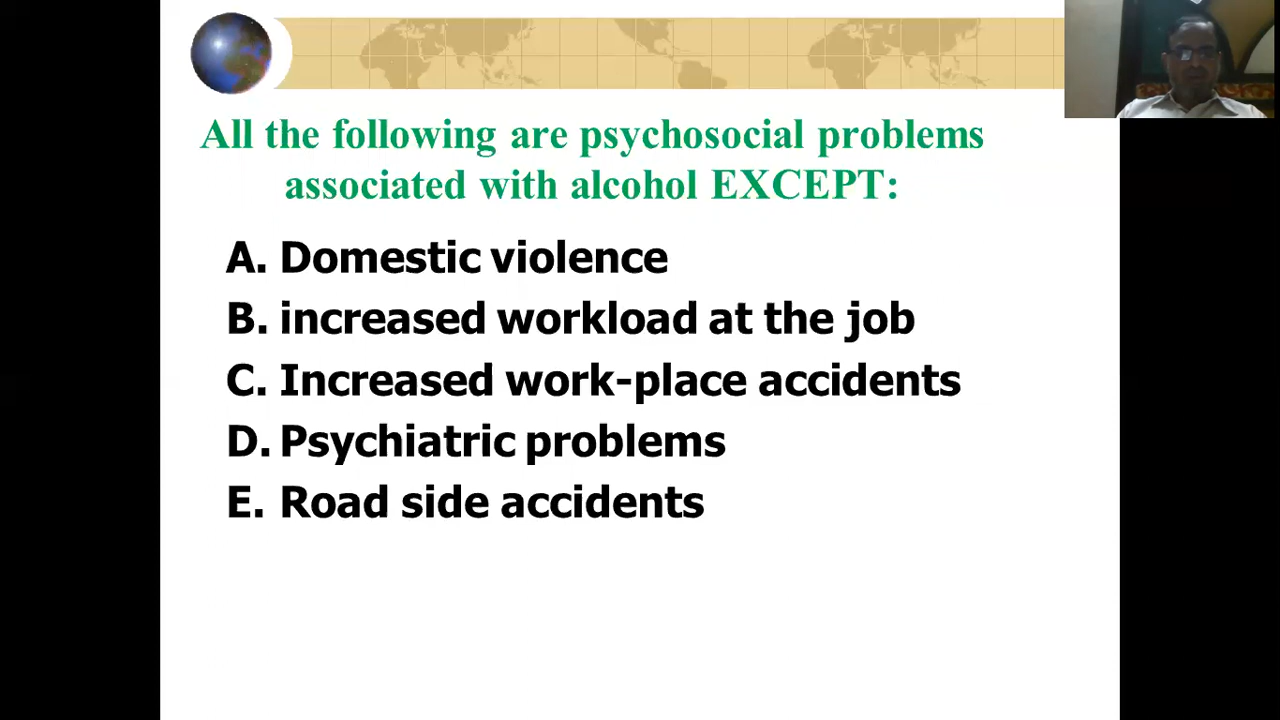 All the following are psychosocial problems
associated with alcohol EXCEPT:
A. Domestic violence
B. increased workload at the job
C. Increased work-place accidents
D. Psychiatric problems
E. Road side accidents